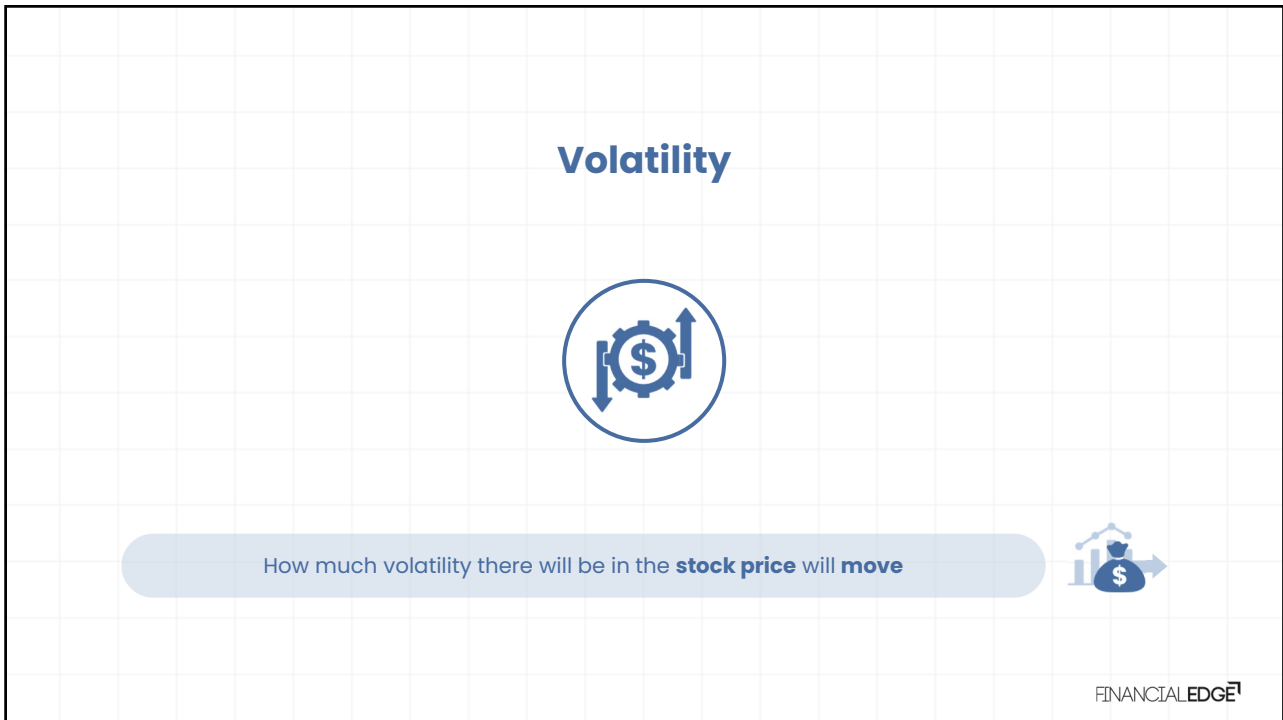 Volatility
$
How much volatility there will be in the stock price will move
$
FINANCIALEDGE